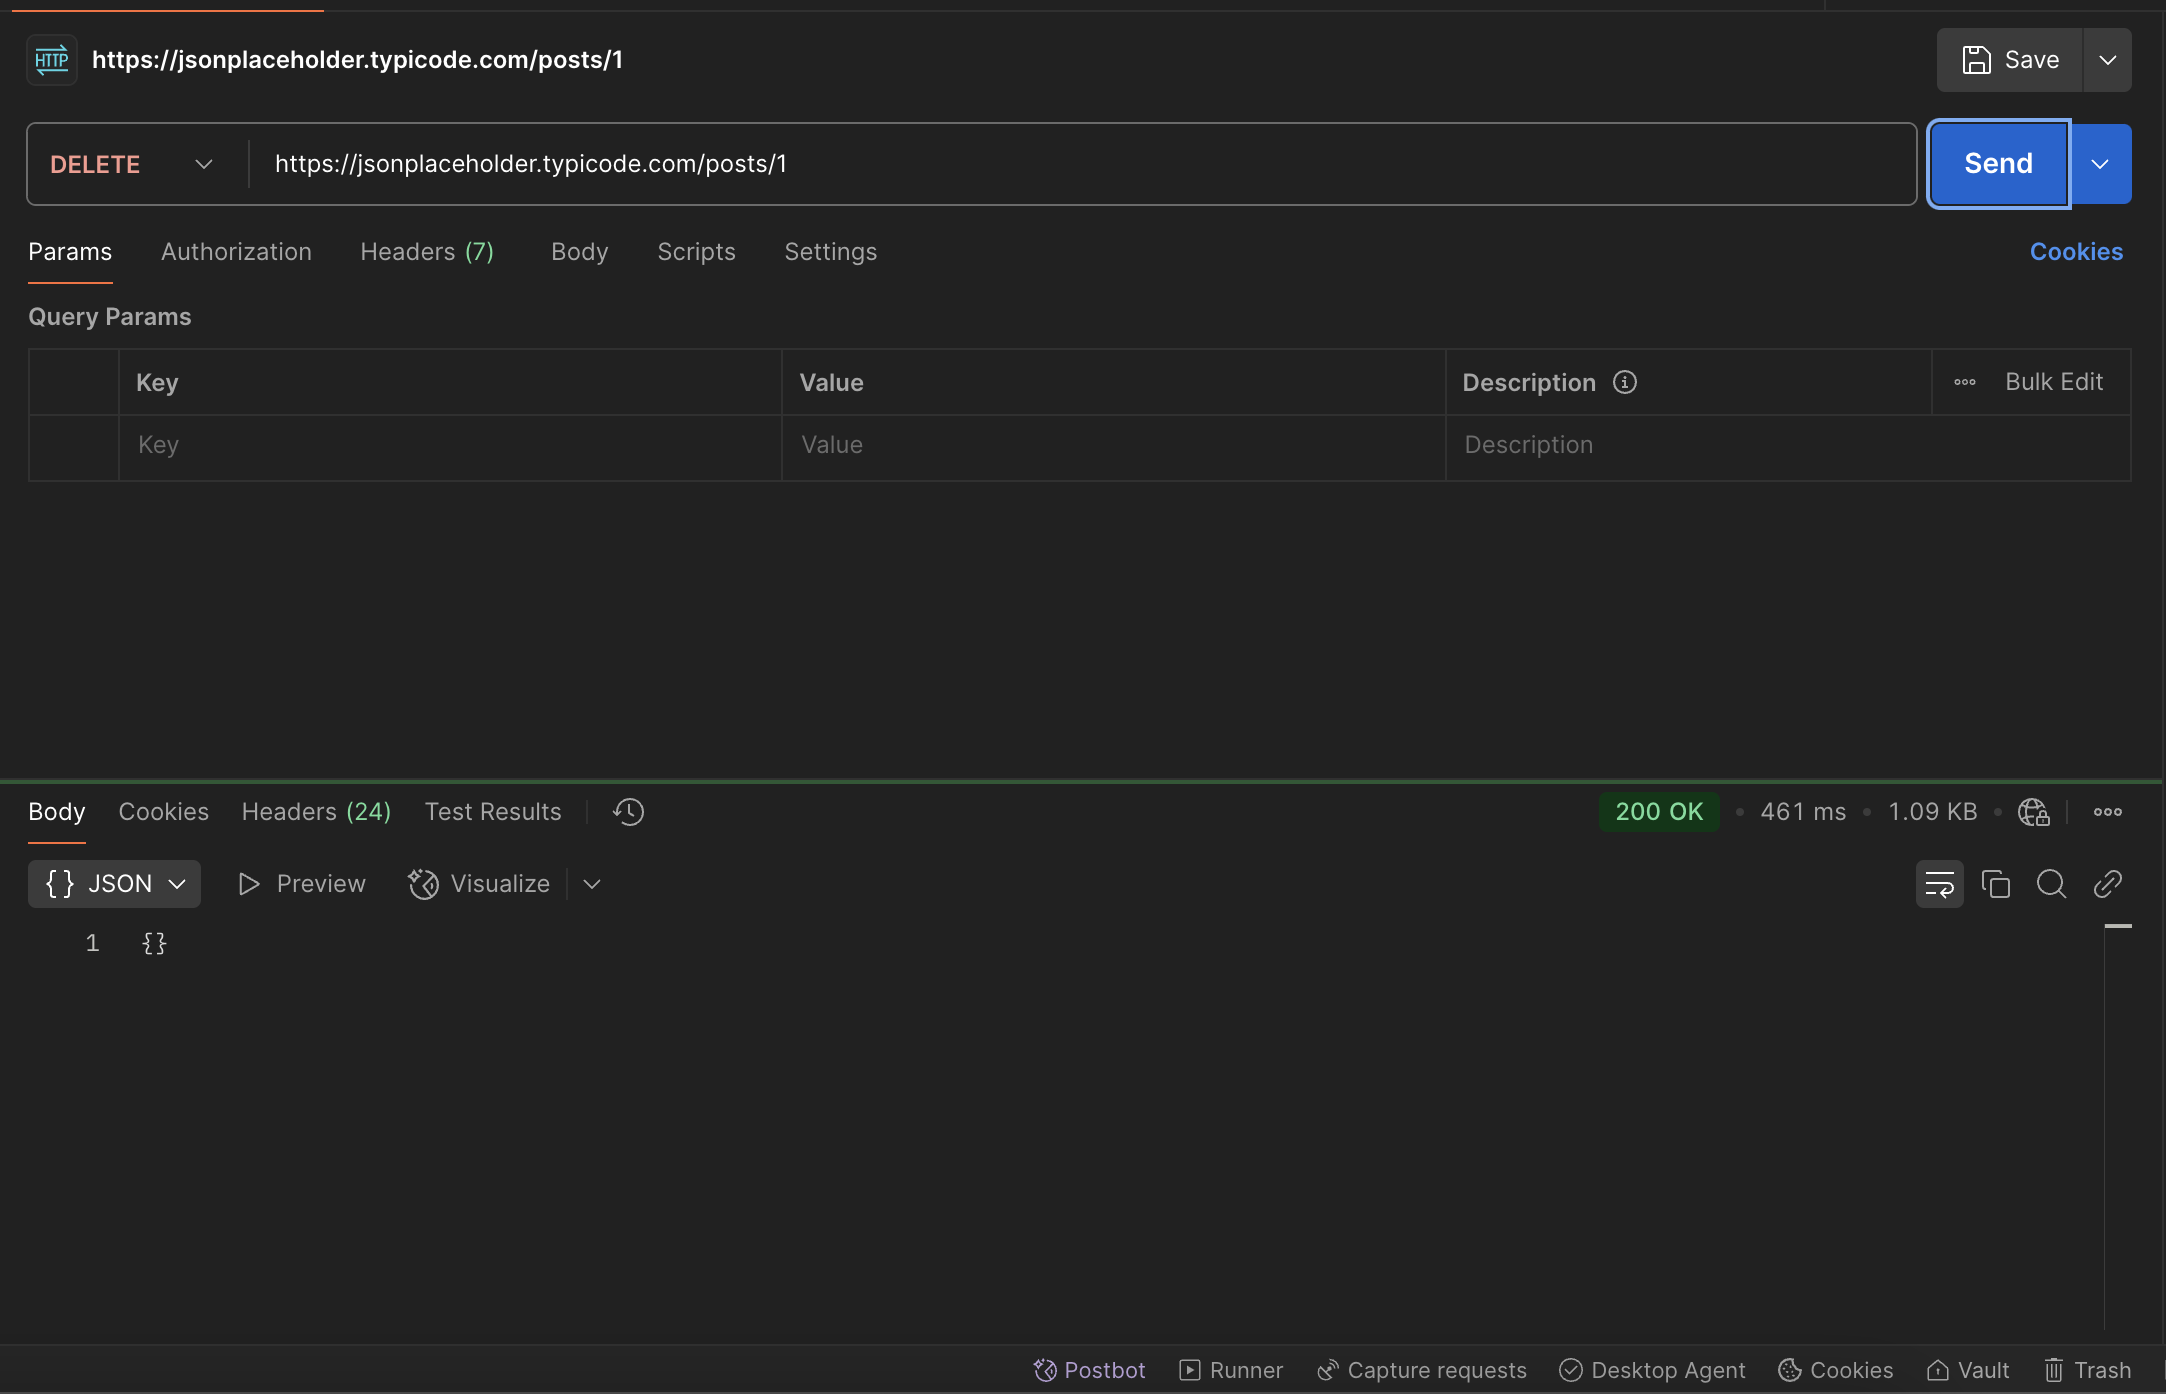 HTTP https://jsonplaceholder.typicode.com/posts/1 Save
DELETE https://jsonplaceholder.typicode.com/posts/1 Send
Params Authorization Headers (7) Body Scripts Settings Cookies
Query Params
Key Value Description Bulk Edit
Key Value Description
Body Cookies Headers (24) Test Results 200 OK • 461 ms • 1.09 KB •
{} JSON Preview Visualize
1 {}
Postbot Runner Capture requests Desktop Agent Cookies Vault Trash